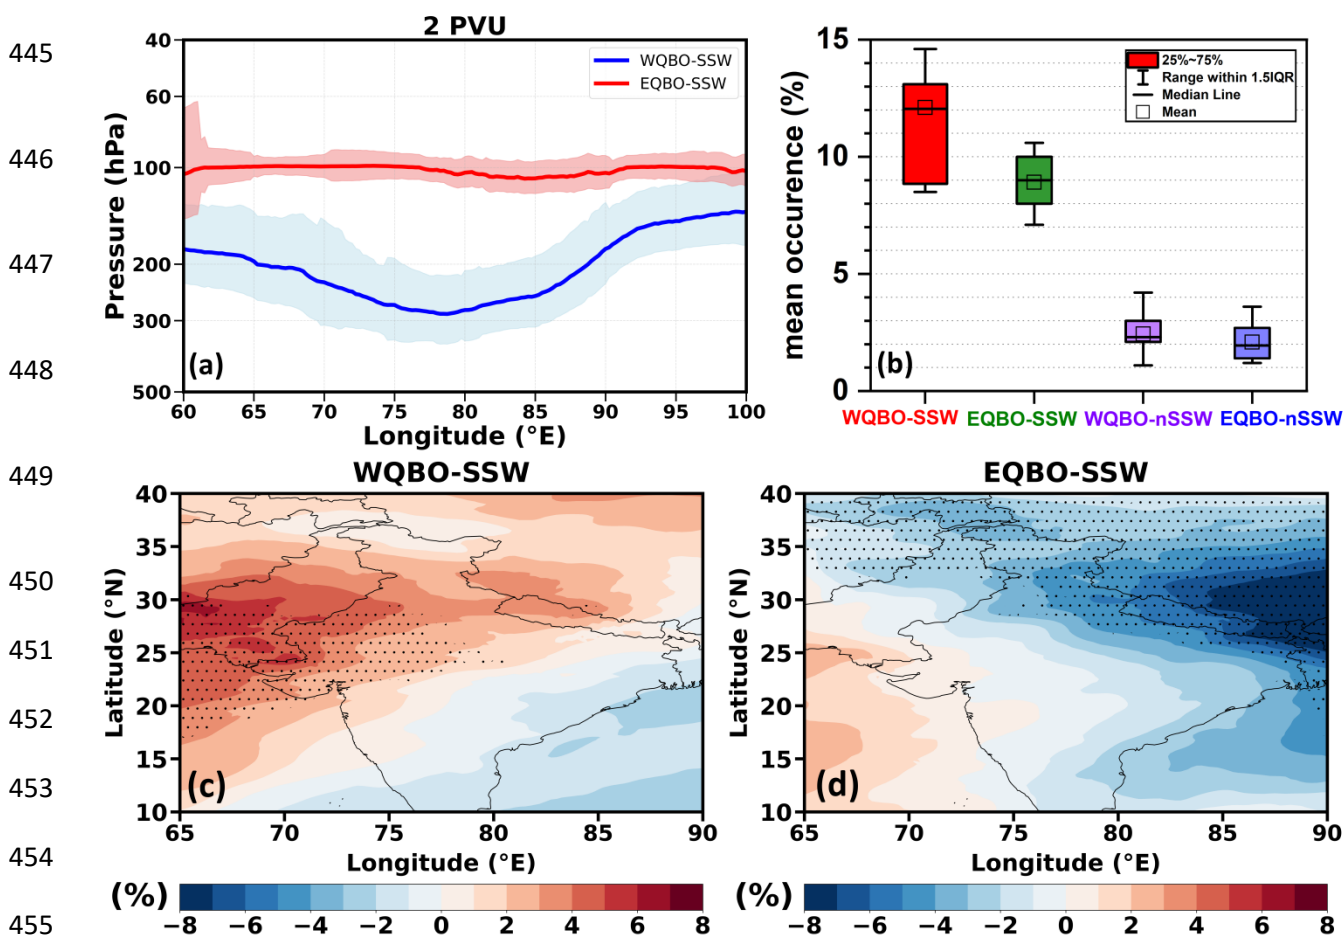 445
446
447
448
449
450
451
452
453
454
455
2 PVU
WQBO-SSW
EQBO-SSW
40
60
100
200
300
500
Pressure (hPa)
(a)
60 65 70 75 80 85 90 95 100
Longitude (°E)
15
10
5
0
mean occurence (%)
25%~75%
Range within 1.5IQR
Median Line
Mean
(b)
WQBO-SSW EQBO-SSW WQBO-nSSW EQBO-nSSW
WQBO-SSW
40
35
30
25
20
15
10
Latitude (°N)
(c)
65 70 75 80 85 90
Longitude (°E)
(%)
−8 −6 −4 −2 0 2 4 6 8
EQBO-SSW
40
35
30
25
20
15
10
Latitude (°N)
(d)
65 70 75 80 85 90
Longitude (°E)
(%)
−8 −6 −4 −2 0 2 4 6 8